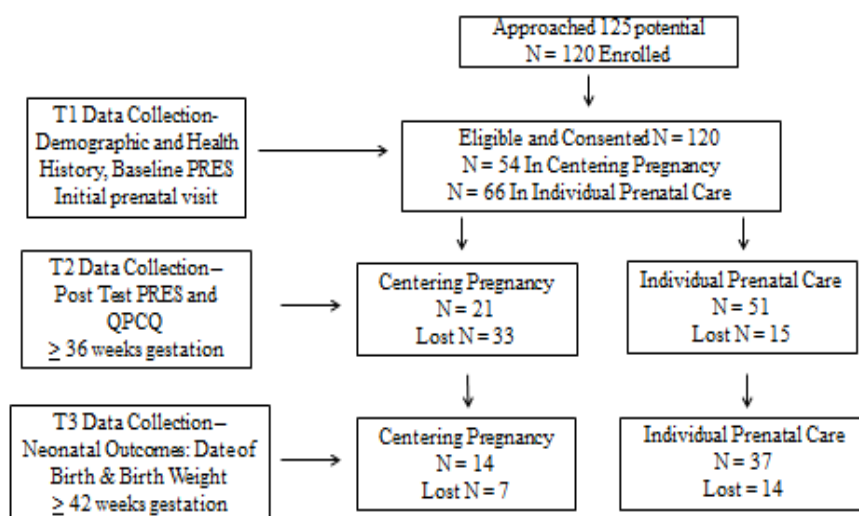 Approached 125 potential
N = 120 Enrolled
T1 Data Collection-
Demographic and Health
History, Baseline PRES
Initial prenatal visit
Eligible and Consented N = 120
N = 54 In Centering Pregnancy
N = 66 In Individual Prenatal Care
T2 Data Collection–
Post Test PRES and
QPCQ
≥ 36 weeks gestation
Centering Pregnancy
N = 21
Lost N = 33
Individual Prenatal Care
N = 51
Lost N = 15
T3 Data Collection–
Neonatal Outcomes: Date of
Birth & Birth Weight
≥ 42 weeks gestation
Centering Pregnancy
N = 14
Lost N = 7
Individual Prenatal Care
N = 37
Lost = 14